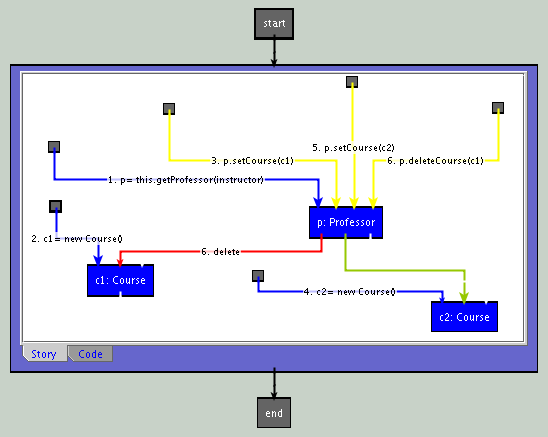 start
5. p.setCourse(c2)
3. p.setCourse(c1)
6. p.deleteCourse(c1)
1. p= this.getProfessor(instructor)
p: Professor
2. c1= new Course()
6. delete
c1: Course
4. c2= new Course()
c2: Course
Story
Code
end